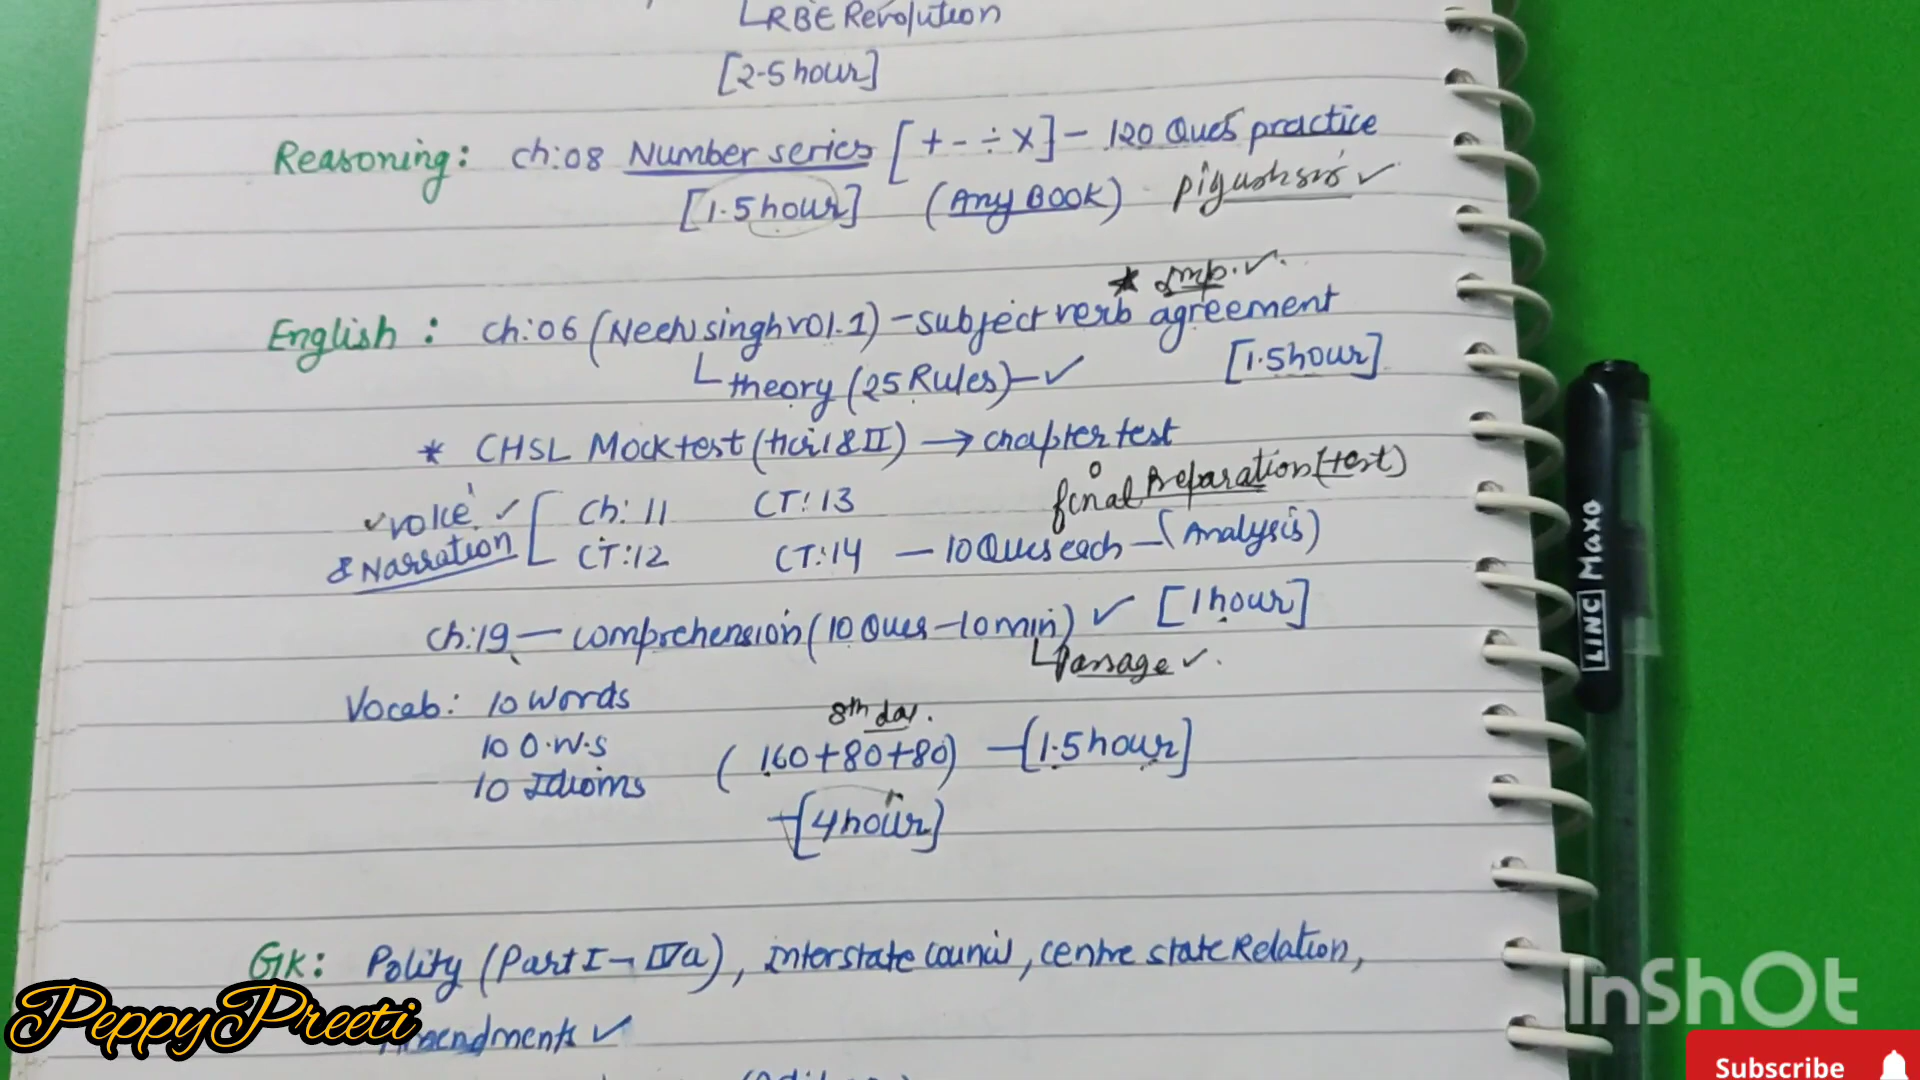 RBE Revolution
[2.5 hour]
Reasoning: ch:08 Number series [+ - ÷ ×] - 120 Ques practice
[1.5 hour] (Any BOOK)
* Imp. ✓
English: ch:06 (Neetu singh vol.1) - subject verb agreement
theory (25 Rules) - ✓ [1.5 hour]
* CHSL Mock test (tier I & II) → chapter test
final Preparation (test)
✓ voice ✓ Ch: 11 CT: 13
& Narration CT: 12 CT: 14 - 10 Ques each - (Analysis)
Ch:19 - comprehension (10 Ques - 10 min) ✓ [1 hour]
Passage ✓.
Vocab: 10 words
8th day.
10 O.W.S (160+80+80) - [1.5 hour]
10 Idioms
- [4 hour]
GK: Polity (Part I - IVa), interstate council, centre state Relation,
Amendments ✓
LINC Maxo
PeppyPreeti
InShOt
Subscribe